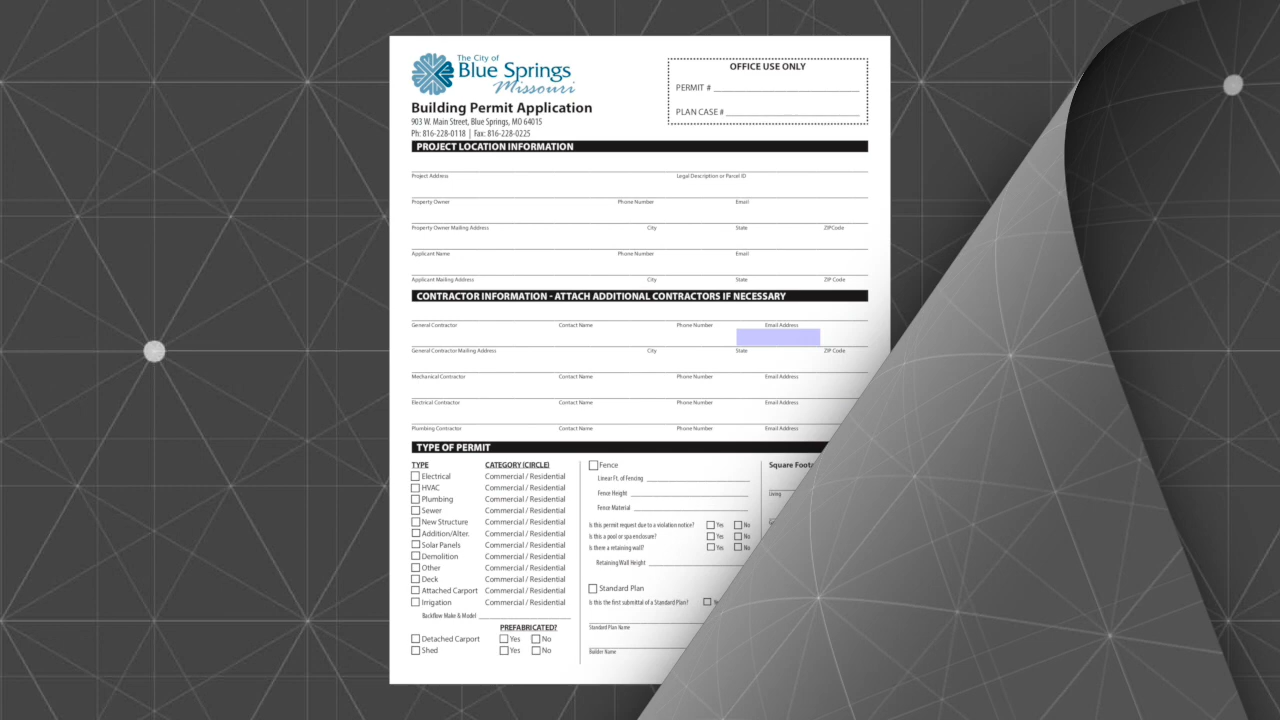 The City of
Blue Springs
Missouri
OFFICE USE ONLY
PERMIT #
PLAN CASE #
Building Permit Application
903 W. Main Street, Blue Springs, MO 64015
Ph: 816-228-0118 | Fax: 816-228-0225
PROJECT LOCATION INFORMATION
Project Address Legal Description or Parcel ID
Property Owner Phone Number Email
Property Owner Mailing Address City State ZIPCode
Applicant Name Phone Number Email
Applicant Mailing Address City State ZIP Code
CONTRACTOR INFORMATION - ATTACH ADDITIONAL CONTRACTORS IF NECESSARY
General Contractor Contact Name Phone Number Email Address
General Contractor Mailing Address City State ZIP Code
Mechanical Contractor Contact Name Phone Number Email Address
Electrical Contractor Contact Name Phone Number Email Address
Plumbing Contractor Contact Name Phone Number Email Address
TYPE OF PERMIT
TYPE CATEGORY (CIRCLE)
Electrical Commercial / Residential
HVAC Commercial / Residential
Plumbing Commercial / Residential
Sewer Commercial / Residential
New Structure Commercial / Residential
Addition/Alter. Commercial / Residential
Solar Panels Commercial / Residential
Demolition Commercial / Residential
Other Commercial / Residential
Deck Commercial / Residential
Attached Carport Commercial / Residential
Irrigation Commercial / Residential
Backflow Make & Model
PREFABRICATED?
Detached Carport Yes No
Shed Yes No
Fence
Linear Ft. of Fencing
Fence Height
Fence Material
Is this permit request due to a violation notice? Yes No
Is this a pool or spa enclosure? Yes No
Is there a retaining wall? Yes No
Retaining Wall Height
Standard Plan
Is this the first submittal of a Standard Plan?
Standard Plan Name
Builder Name
Square Foota
Living